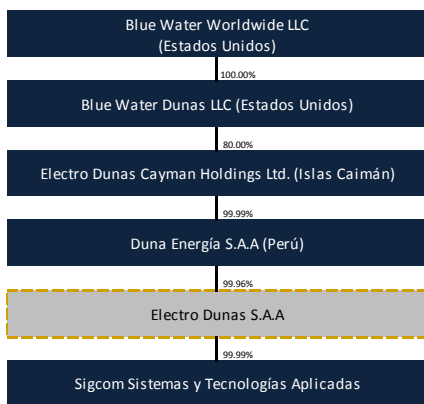 Blue Water Worldwide LLC
(Estados Unidos)
100.00%
Blue Water Dunas LLC (Estados Unidos)
80.00%
Electro Dunas Cayman Holdings Ltd. (Islas Caimán)
99.99%
Duna Energía S.A.A (Perú)
99.96%
Electro Dunas S.A.A
99.99%
Sigcom Sistemas y Tecnologías Aplicadas